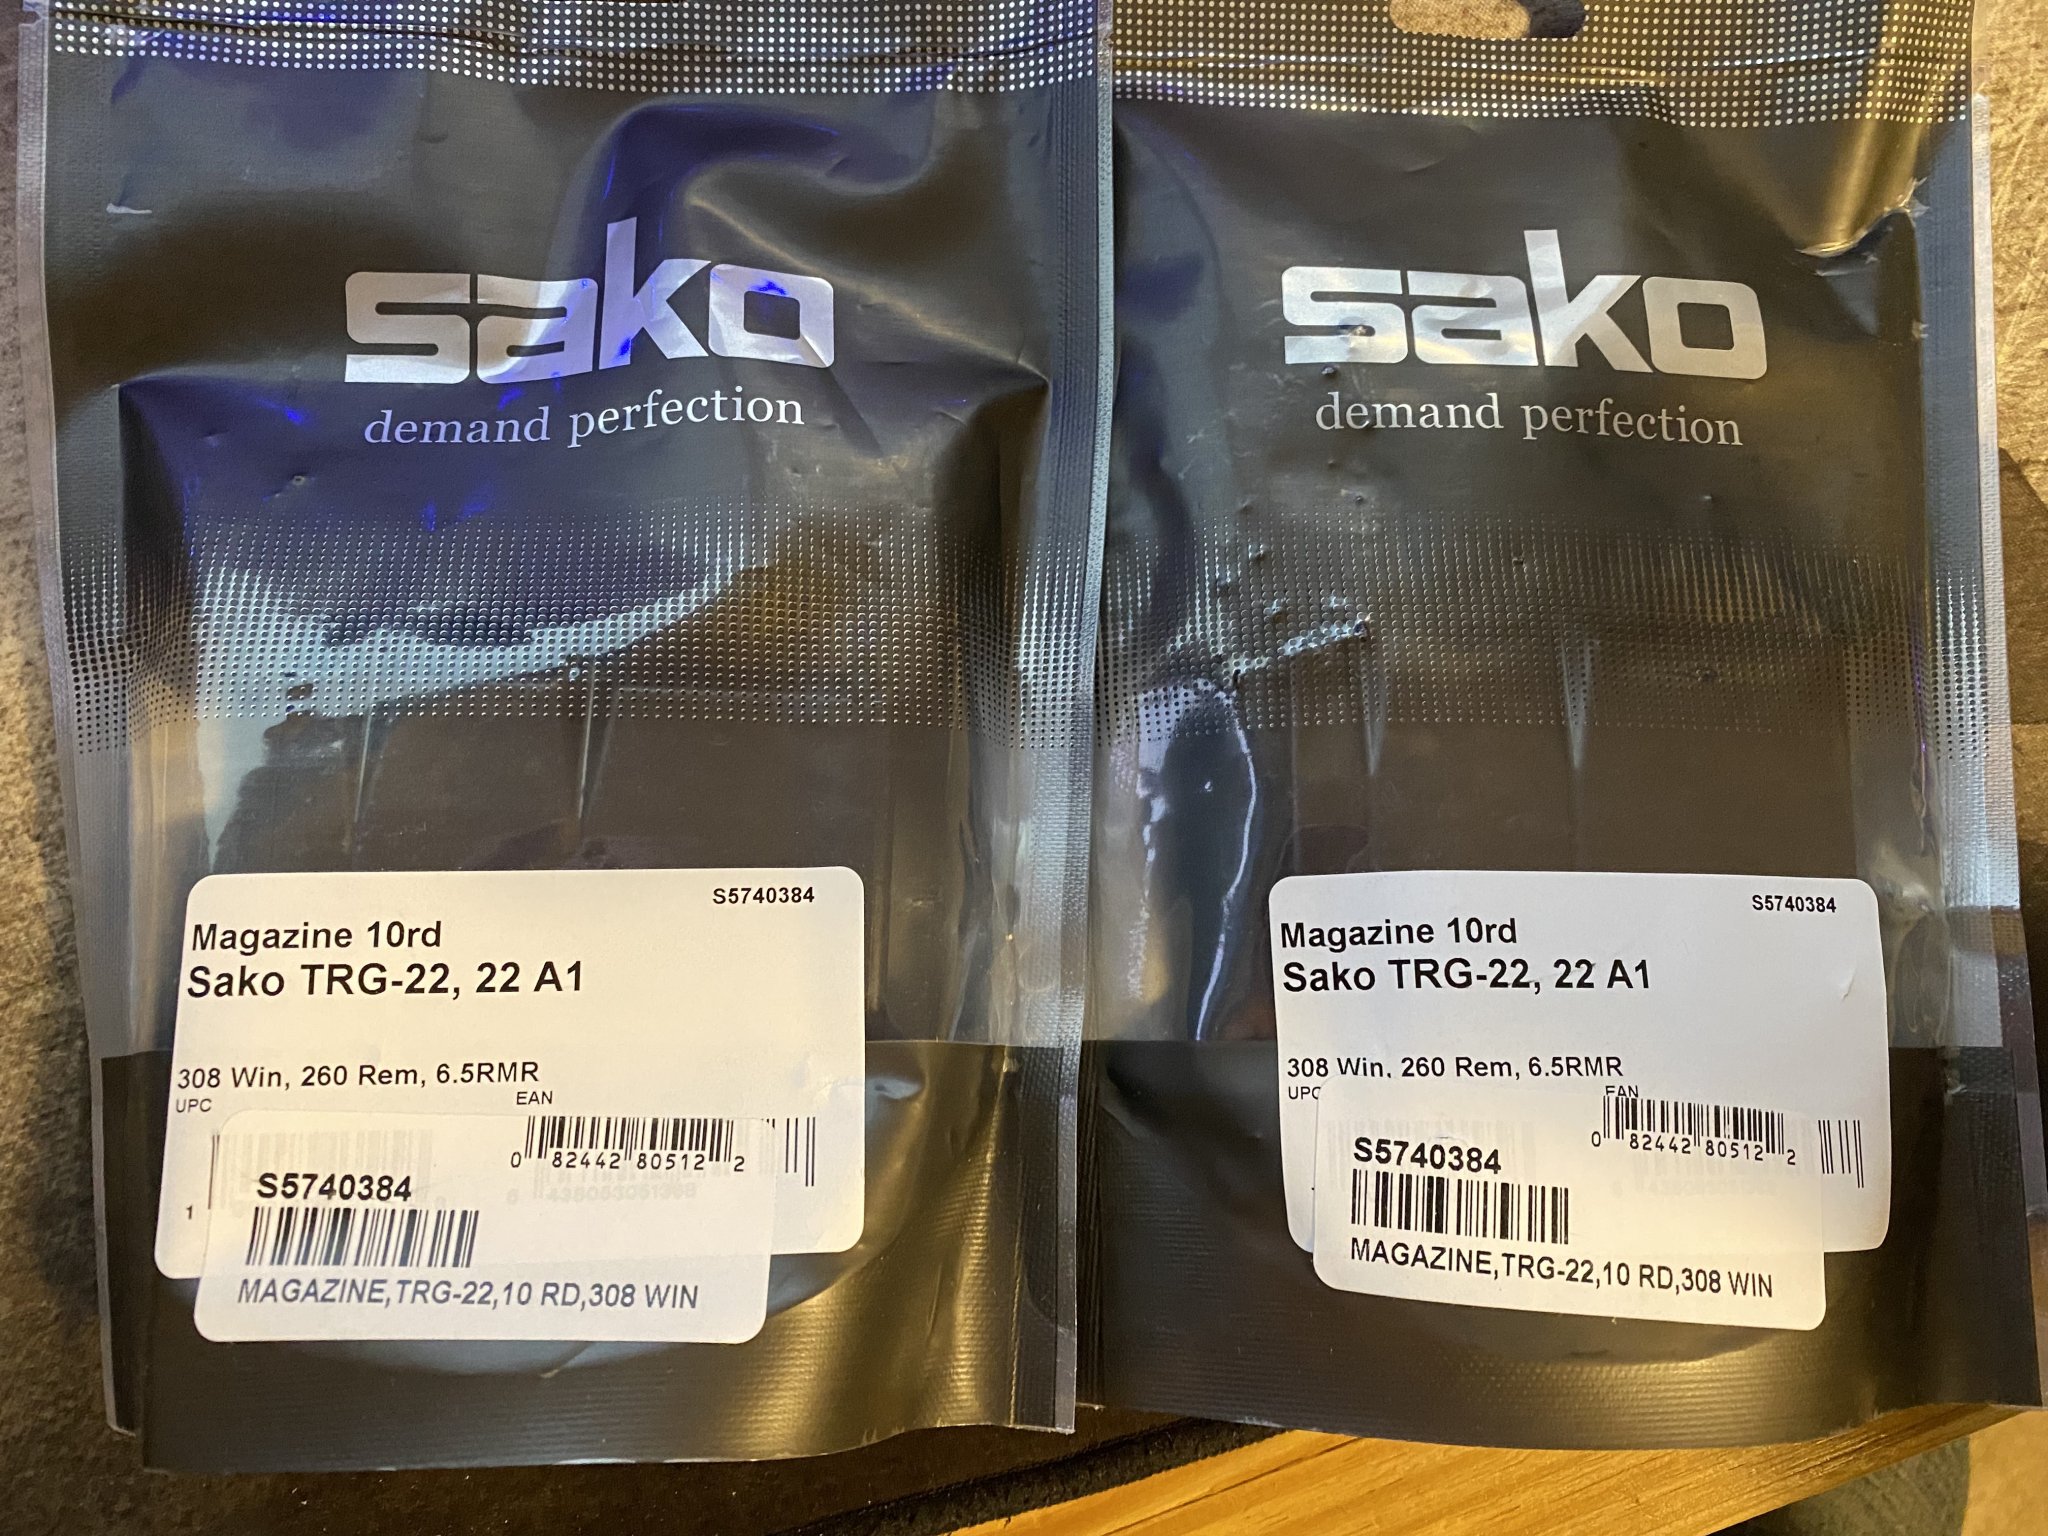 sako
demand perfection
S5740384
Magazine 10rd
Sako TRG-22, 22 A1
308 Win, 260 Rem, 6.5RMR
UPC
EAN
0 82442 80512 2
1
S5740384
MAGAZINE,TRG-22,10 RD,308 WIN
sako
demand perfection
S5740384
Magazine 10rd
Sako TRG-22, 22 A1
308 Win, 260 Rem, 6.5RMR
UPC
EAN
0 82442 80512 2
S5740384
MAGAZINE,TRG-22,10 RD,308 WIN